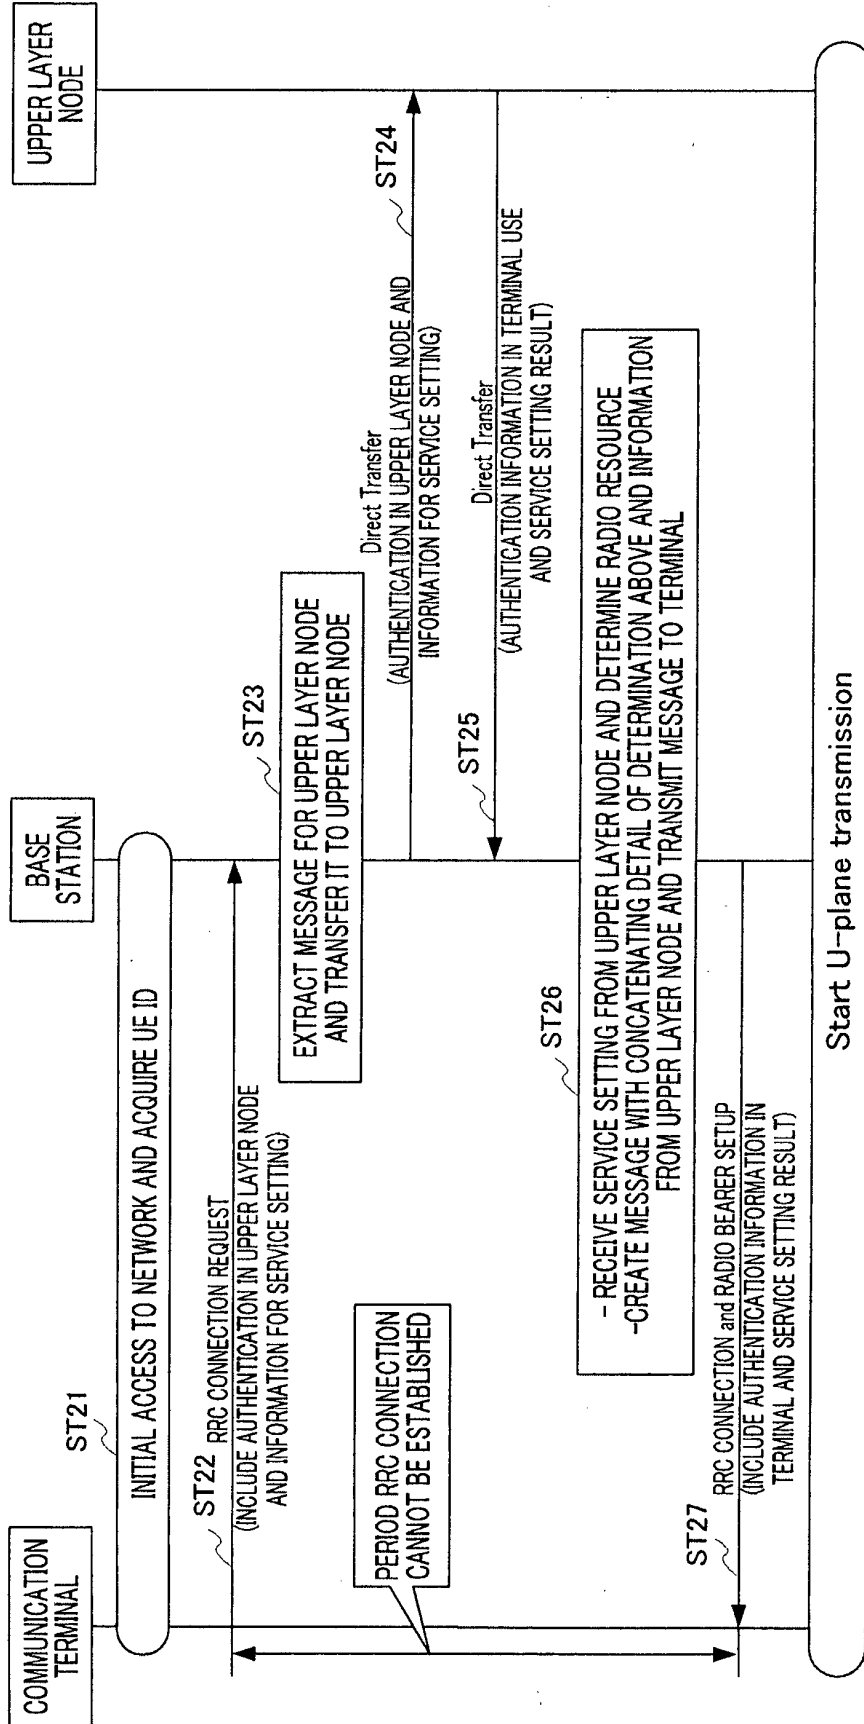 COMMUNICATION
TERMINAL
BASE
STATION
UPPER LAYER
NODE
ST21
INITIAL ACCESS TO NETWORK AND ACQUIRE UE ID
ST22
RRC CONNECTION REQUEST
(INCLUDE AUTHENTICATION IN UPPER LAYER NODE
AND INFORMATION FOR SERVICE SETTING)
ST23
EXTRACT MESSAGE FOR UPPER LAYER NODE
AND TRANSFER IT TO UPPER LAYER NODE
Direct Transfer
(AUTHENTICATION IN UPPER LAYER NODE AND
INFORMATION FOR SERVICE SETTING)
ST24
PERIOD RRC CONNECTION
CANNOT BE ESTABLISHED
ST25
Direct Transfer
(AUTHENTICATION INFORMATION IN TERMINAL USE
AND SERVICE SETTING RESULT)
ST26
- RECEIVE SERVICE SETTING FROM UPPER LAYER NODE AND DETERMINE RADIO RESOURCE
-CREATE MESSAGE WITH CONCATENATING DETAIL OF DETERMINATION ABOVE AND INFORMATION
FROM UPPER LAYER NODE AND TRANSMIT MESSAGE TO TERMINAL
ST27
RRC CONNECTION and RADIO BEARER SETUP
(INCLUDE AUTHENTICATION INFORMATION IN
TERMINAL AND SERVICE SETTING RESULT)
Start U-plane transmission